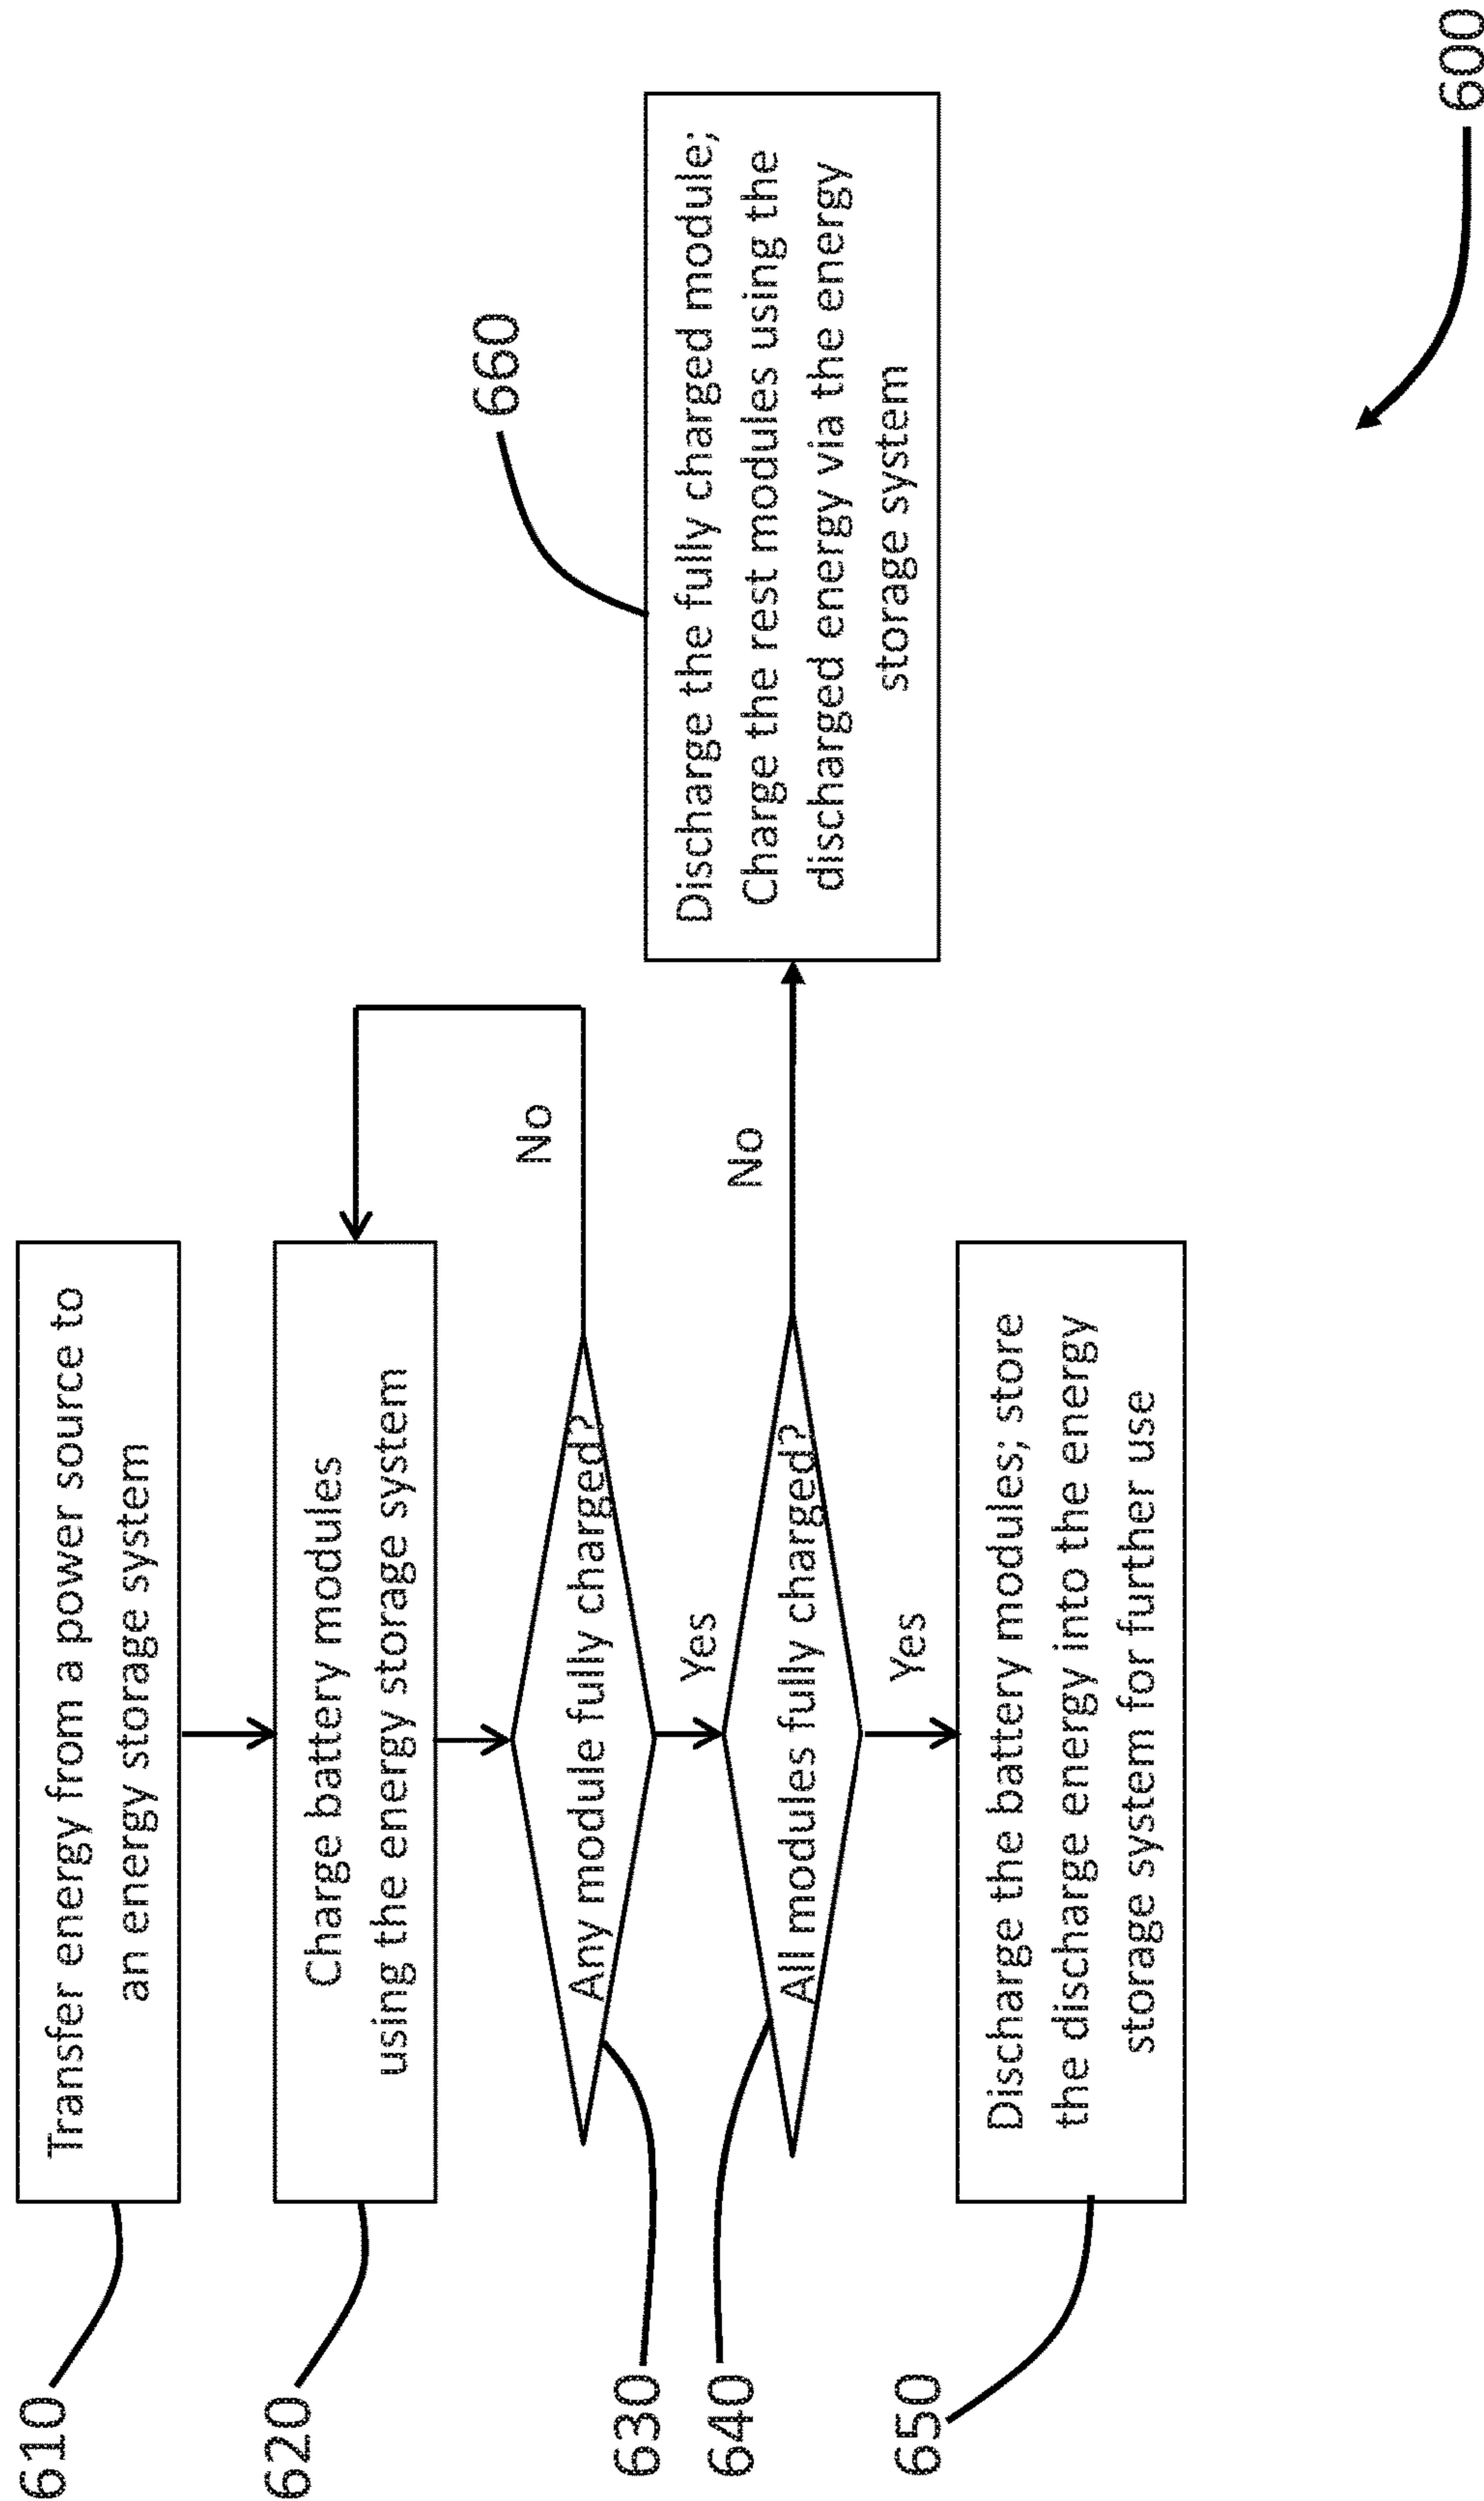 610
Transfer energy from a power source to
an energy storage system
620
Charge battery modules
using the energy storage system
No
630
Any module fully charged?
Yes
640
All modules fully charged?
No
Yes
660
Discharge the fully charged module;
Charge the rest modules using the
discharged energy via the energy
storage system
650
Discharge the battery modules; store
the discharge energy into the energy
storage system for further use
600